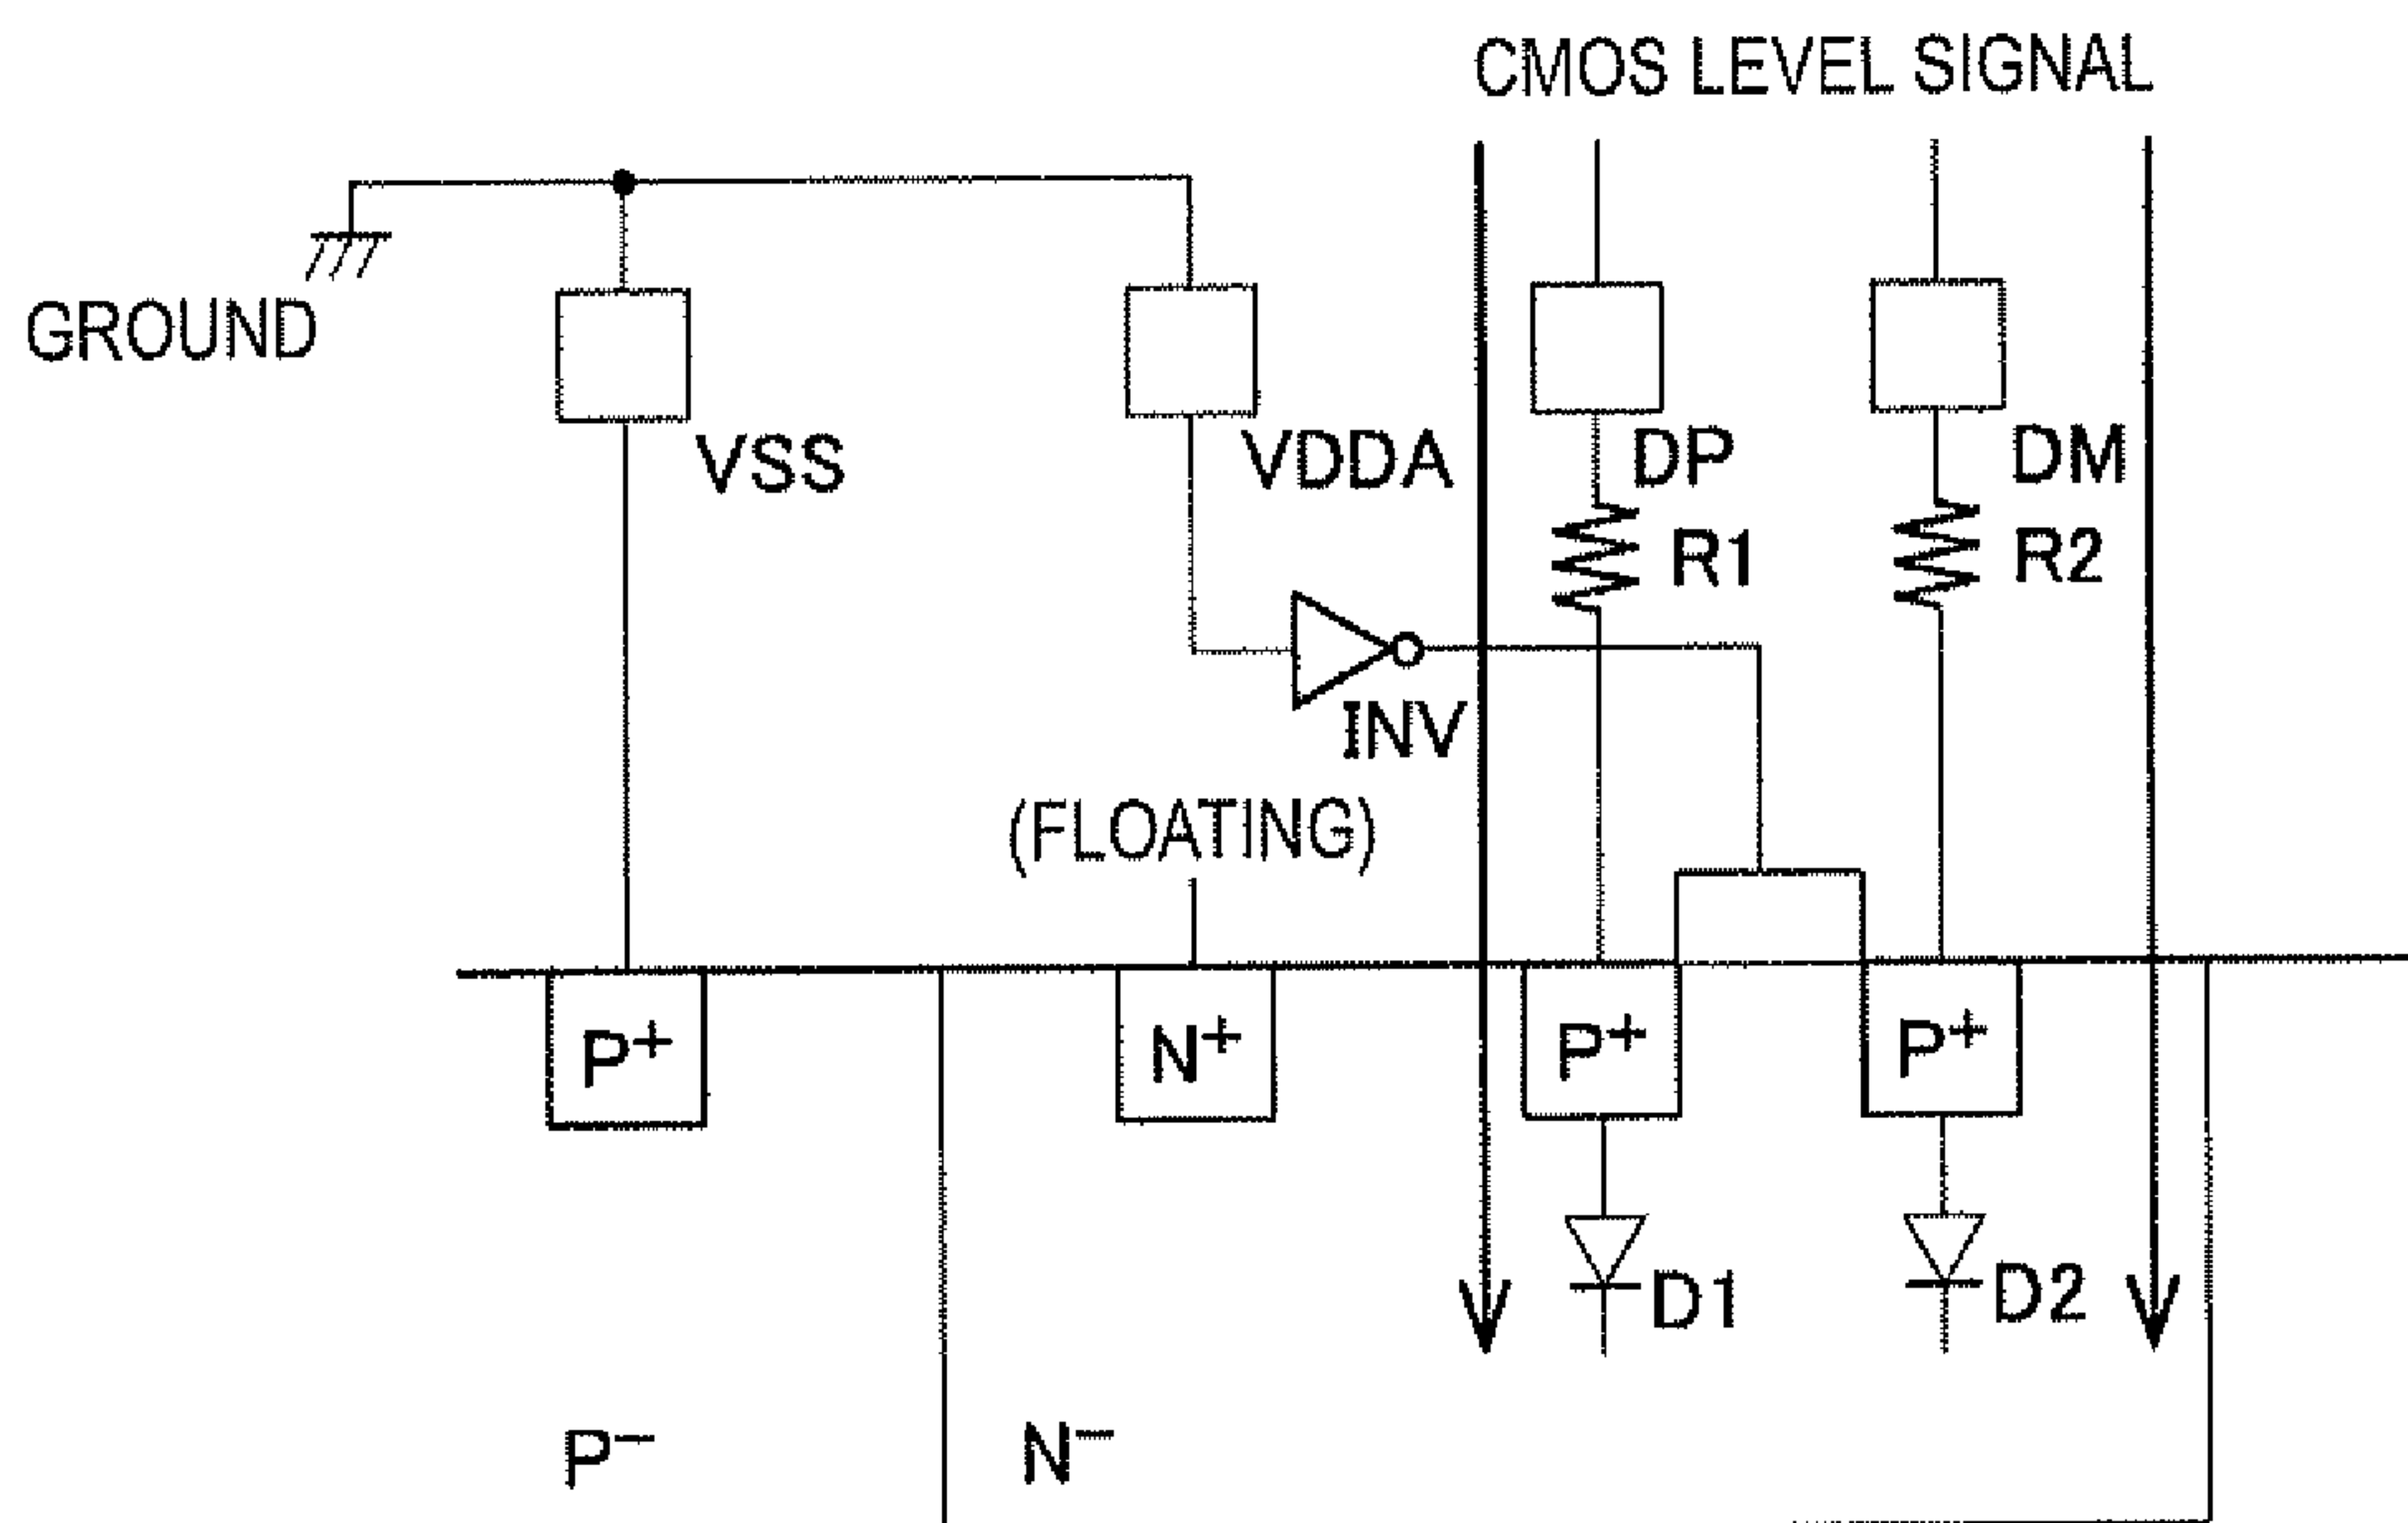 CMOS LEVEL SIGNAL
GROUND
VSS
VDDA
DP
DM
R1
R2
INV
(FLOATING)
P+
N+
P+
P+
D1
D2
P−
N−